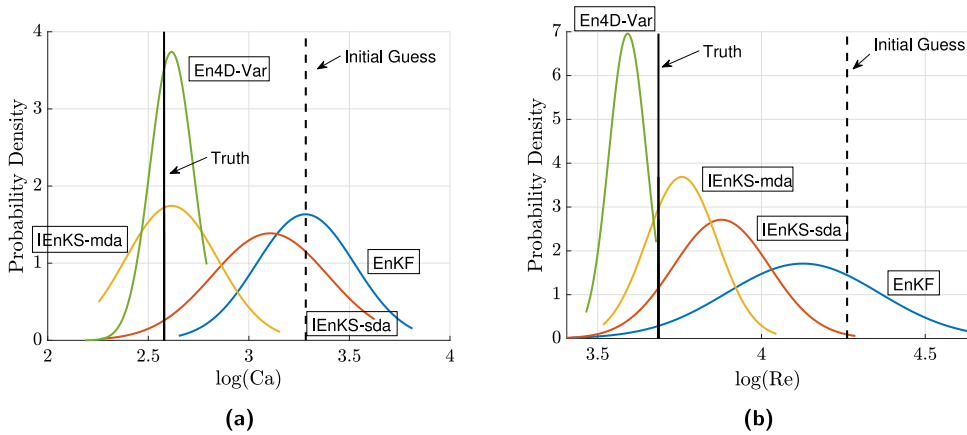 4
3
2
1
0
Probability Density
En4D-Var
Initial Guess
Truth
IEnKS-mda
EnKF
IEnKS-sda
2
2.5
3
3.5
4
log(Ca)
(a)
7
6
5
4
3
2
1
0
Probability Density
En4D-Var
Truth
Initial Guess
IEnKS-mda
IEnKS-sda
EnKF
3.5
4
4.5
log(Re)
(b)